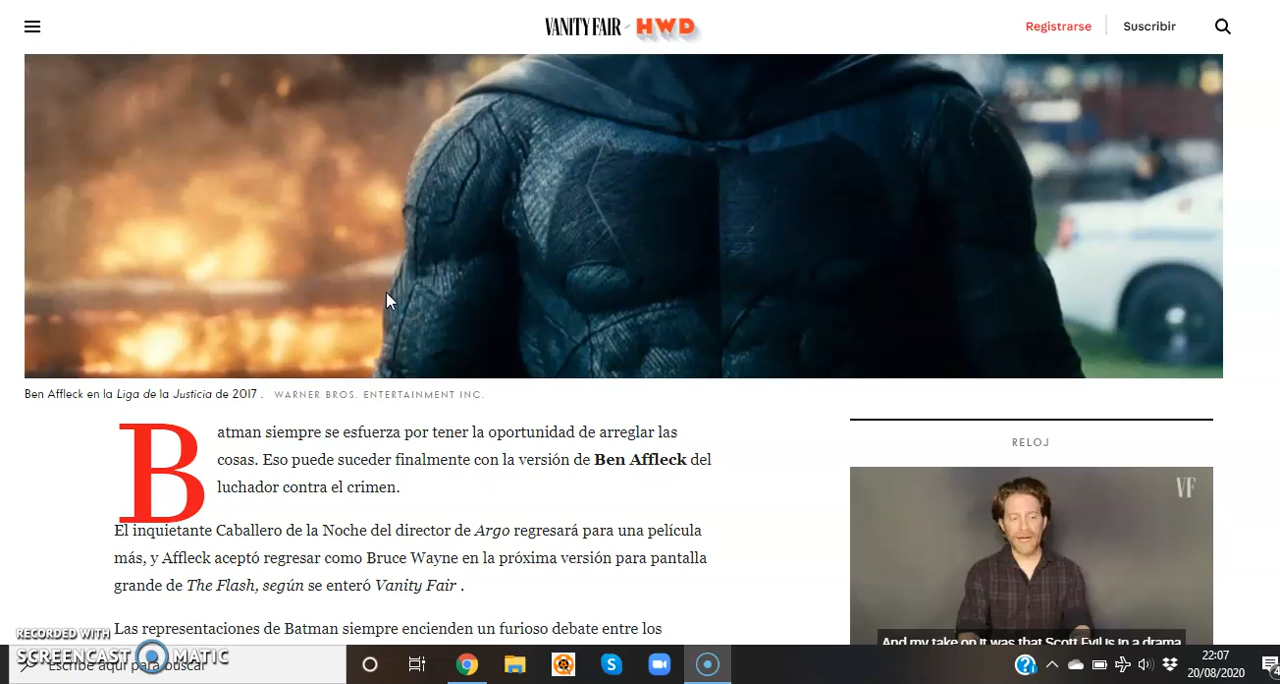 VANITY FAIR - HWD
Registrarse
Suscribir
Ben Affleck en la Liga de la Justicia de 2017 . WARNER BROS. ENTERTAINMENT INC.
Batman siempre se esfuerza por tener la oportunidad de arreglar las
cosas. Eso puede suceder finalmente con la versión de Ben Affleck del
luchador contra el crimen.
El inquietante Caballero de la Noche del director de Argo regresará para una película
más, y Affleck aceptó regresar como Bruce Wayne en la próxima versión para pantalla
grande de The Flash, según se enteró Vanity Fair .
Las representaciones de Batman siempre encienden un furioso debate entre los
RELOJ
VF
And my take on it was that Scott Evil is in a drama
RECORDED WITH
SCREENCAST MATIC
Escribe aquí para buscar
22:07
20/08/2020